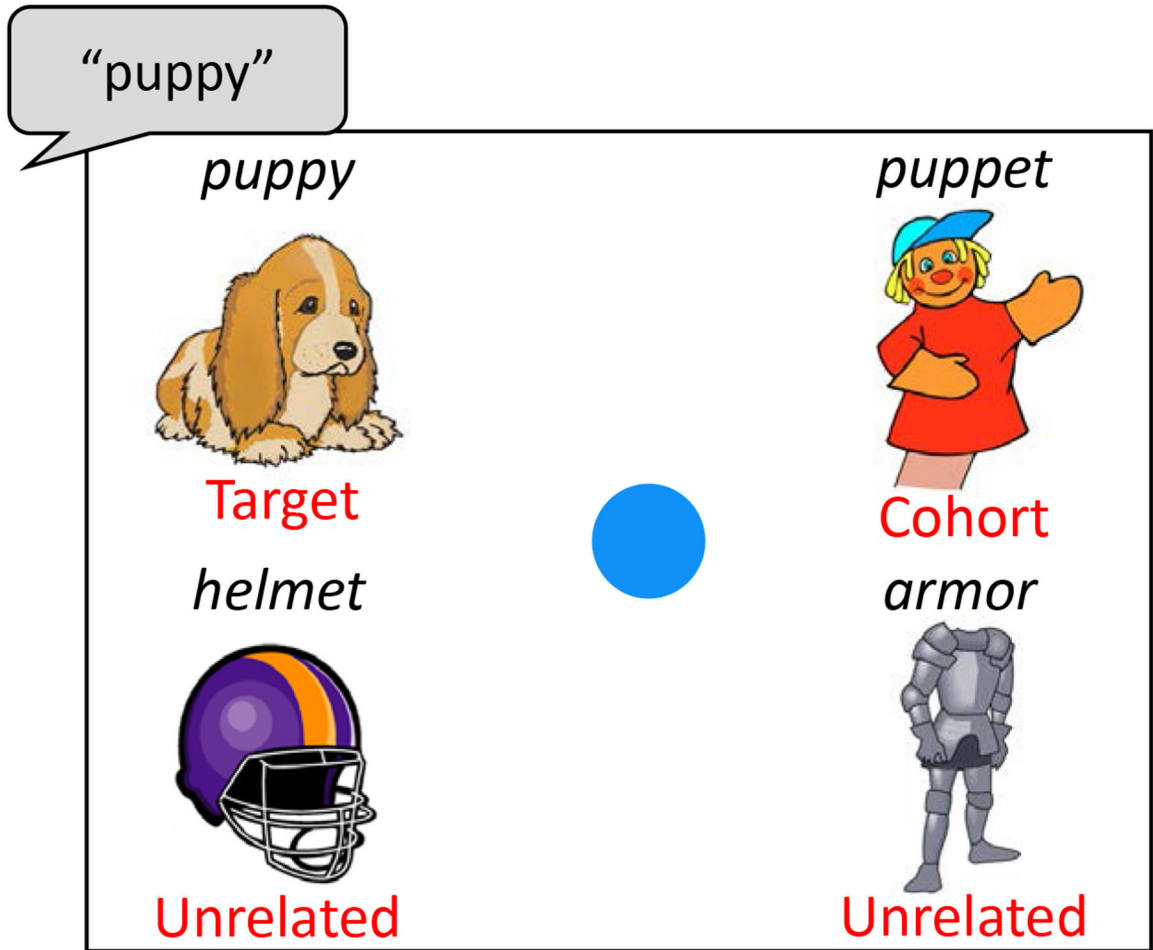 “puppy”
puppy
puppet
Target
Cohort
helmet
armor
Unrelated
Unrelated